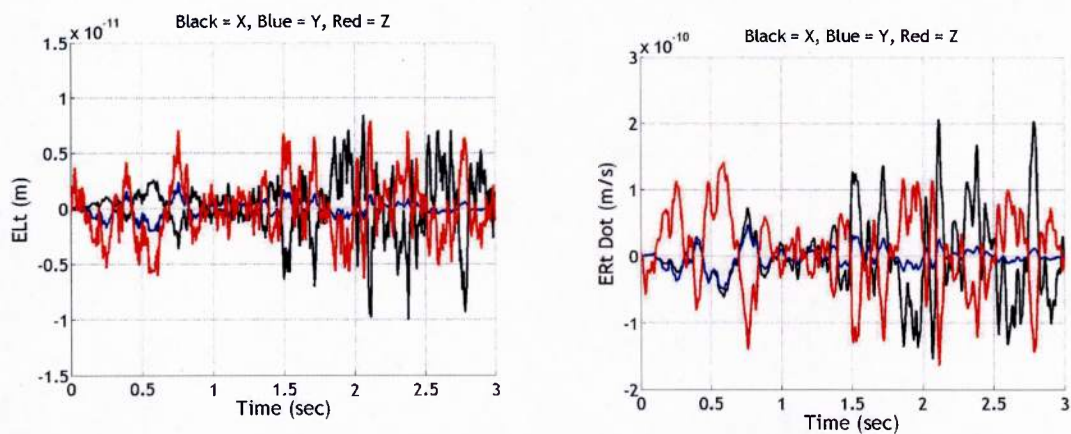 Black = X, Blue = Y, Red = Z
x 10-11
1.5
1
0.5
0
-0.5
-1
-1.5
0 0.5 1 1.5 2 2.5 3
ELt (m)
Time (sec)
Black = X, Blue = Y, Red = Z
x 10-10
3
2
1
0
-1
-2
0 0.5 1 1.5 2 2.5 3
ERt Dot (m/s)
Time (sec)